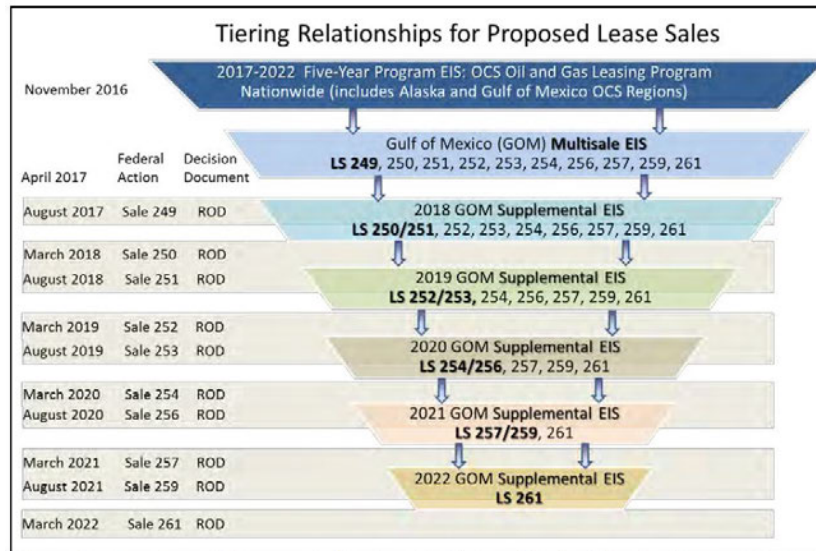 Tiering Relationships for Proposed Lease Sales
November 2016
2017-2022 Five-Year Program EIS: OCS Oil and Gas Leasing Program
Nationwide (includes Alaska and Gulf of Mexico OCS Regions)
Gulf of Mexico (GOM) Multisale EIS
LS 249, 250, 251, 252, 253, 254, 256, 257, 259, 261
Federal Action
Decision Document
April 2017
August 2017 Sale 249 ROD
2018 GOM Supplemental EIS
LS 250/251, 252, 253, 254, 256, 257, 259, 261
March 2018 Sale 250 ROD
August 2018 Sale 251 ROD
2019 GOM Supplemental EIS
LS 252/253, 254, 256, 257, 259, 261
March 2019 Sale 252 ROD
August 2019 Sale 253 ROD
2020 GOM Supplemental EIS
LS 254/256, 257, 259, 261
March 2020 Sale 254 ROD
August 2020 Sale 256 ROD
2021 GOM Supplemental EIS
LS 257/259, 261
March 2021 Sale 257 ROD
August 2021 Sale 259 ROD
2022 GOM Supplemental EIS
LS 261
March 2022 Sale 261 ROD